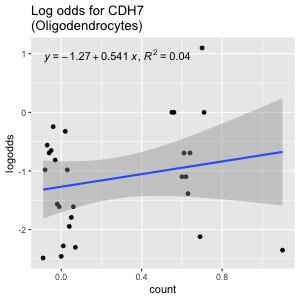 Log odds for CDH7
(Oligodendrocytes)
y = −1.27 + 0.541 x, R² = 0.04
1
0
-1
-2
logodds
0.0 0.4 0.8
count